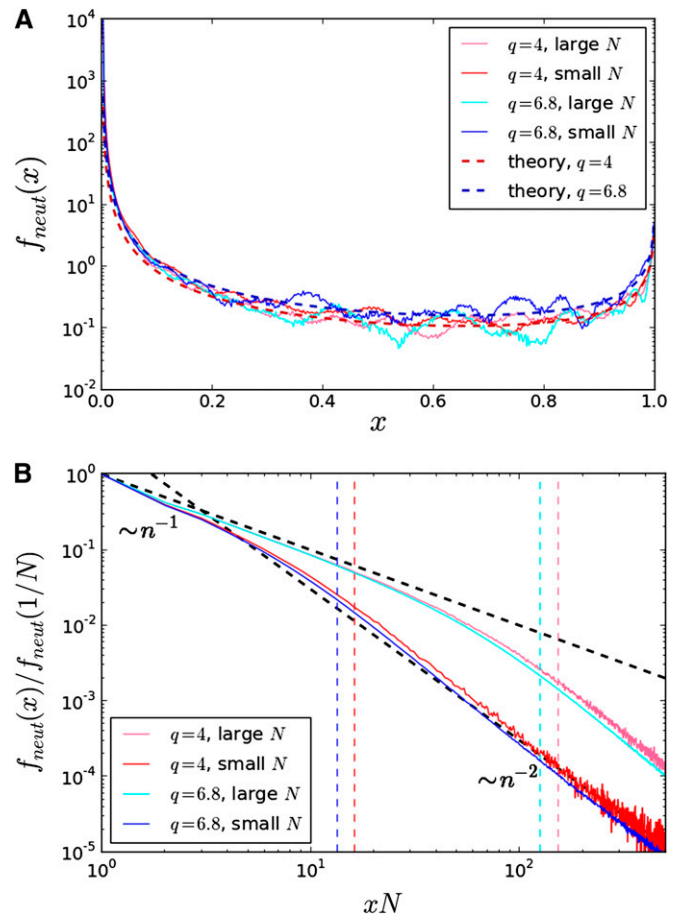 A
10^4
10^3
10^2
10^1
10^0
10^-1
10^-2
f_neut(x)
q=4, large N
q=4, small N
q=6.8, large N
q=6.8, small N
theory, q=4
theory, q=6.8
0.0 0.2 0.4 0.6 0.8 1.0
x
B
10^0
10^-1
10^-2
10^-3
10^-4
10^-5
f_neut(x)/f_neut(1/N)
~n^-1
~n^-2
q=4, large N
q=4, small N
q=6.8, large N
q=6.8, small N
10^0 10^1 10^2
xN